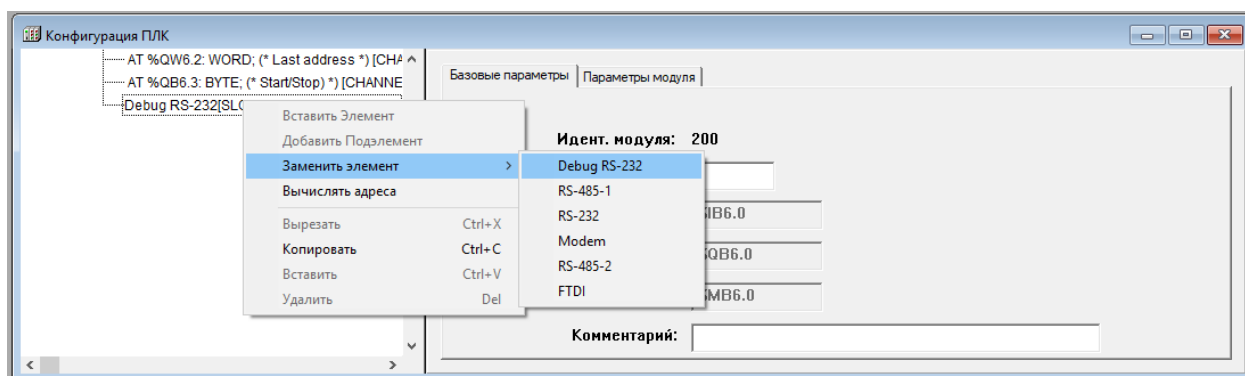 Конфигурация ПЛК
AT %QW6.2: WORD; (* Last address *) [CHA
AT %QB6.3: BYTE; (* Start/Stop) *) [CHANNE
Debug RS-232[SLO
Вставить Элемент
Добавить Подэлемент
Заменить элемент
Вычислять адреса
Вырезать Ctrl+X
Копировать Ctrl+C
Вставить Ctrl+V
Удалить Del
Debug RS-232
RS-485-1
RS-232
Modem
RS-485-2
FTDI
Базовые параметры Параметры модуля
Идент. модуля: 200
IB6.0
QB6.0
MB6.0
Комментарий: